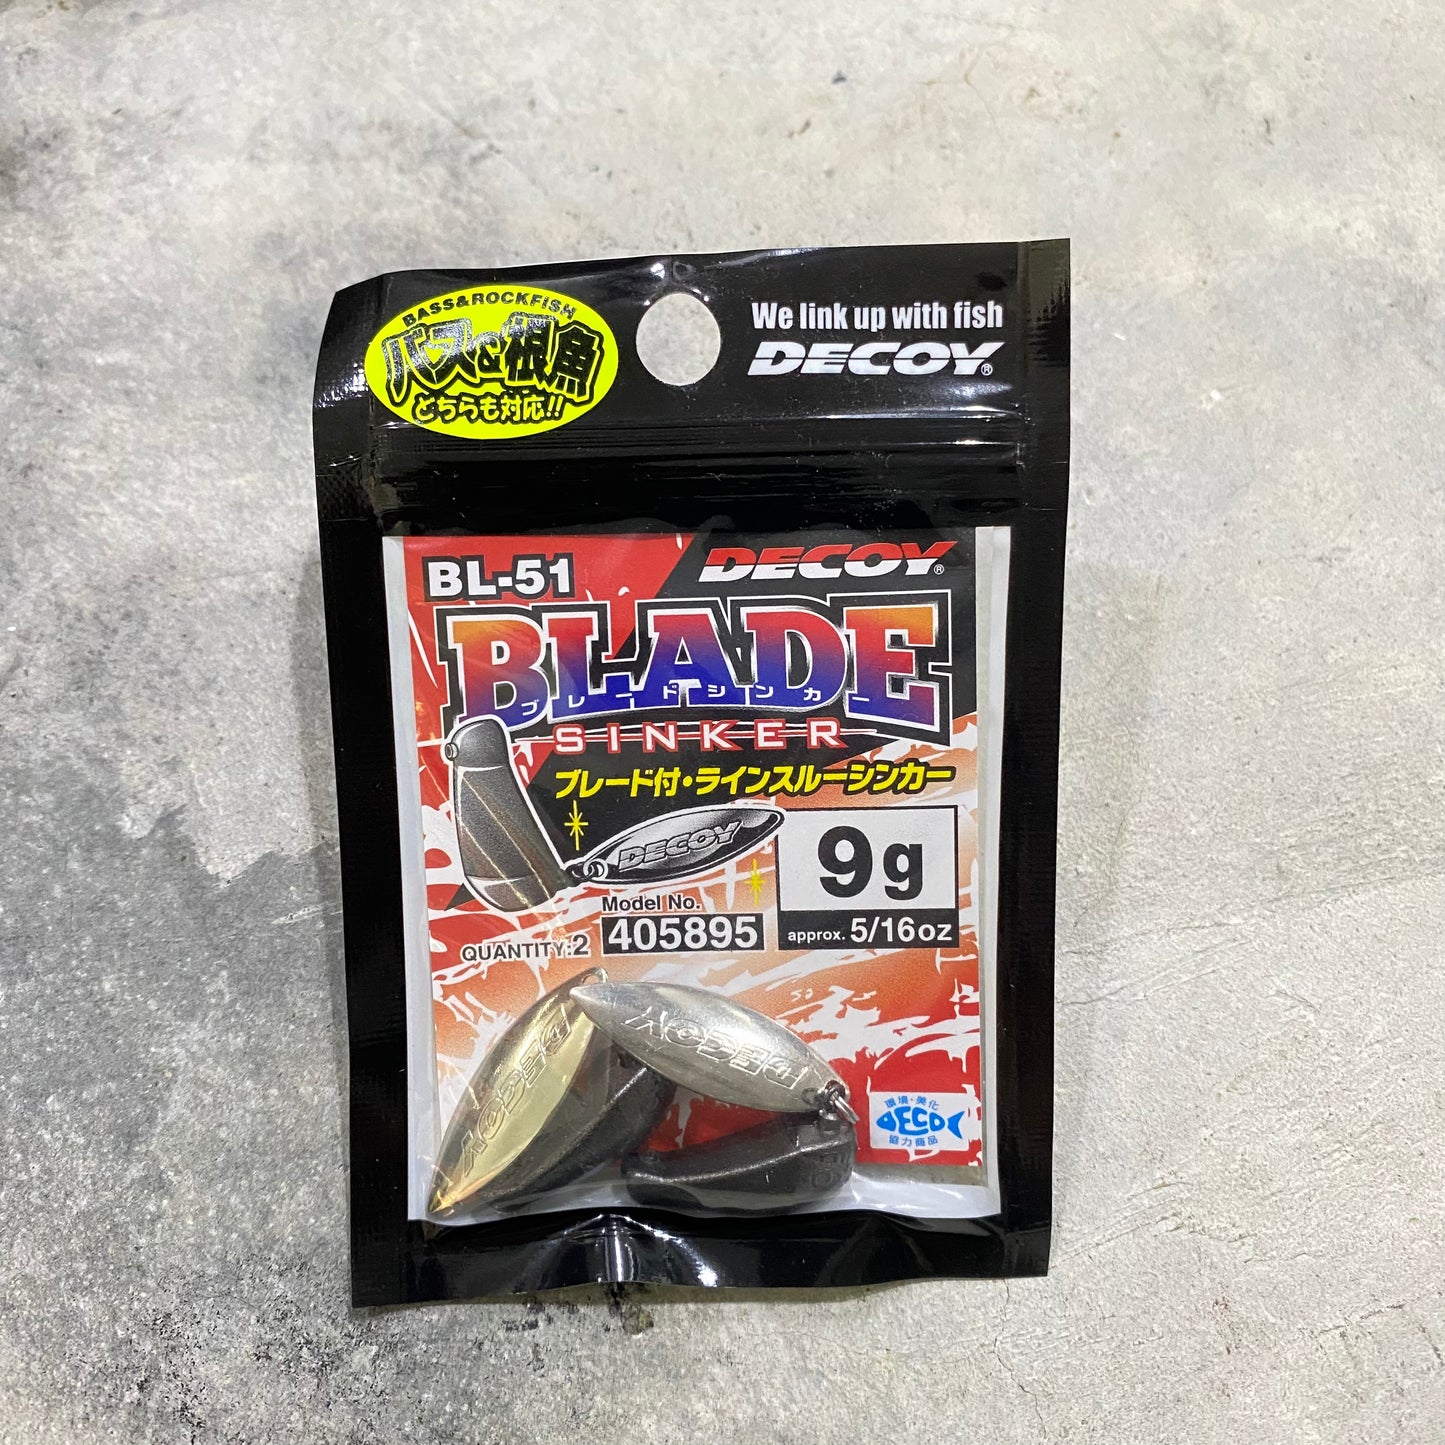 BASS&ROCKFISH
バス&根魚
どちらも対応!!
We link up with fish
DECOY®
BL-51
DECOY®
BLADE
ブレードシンカー
SINKER
ブレード付・ラインスルーシンカー
DECOY
9g
Model No.
405895
approx. 5/16oz
QUANTITY:2
DECOY
DECOY
環境・美化
DECO
協力商品